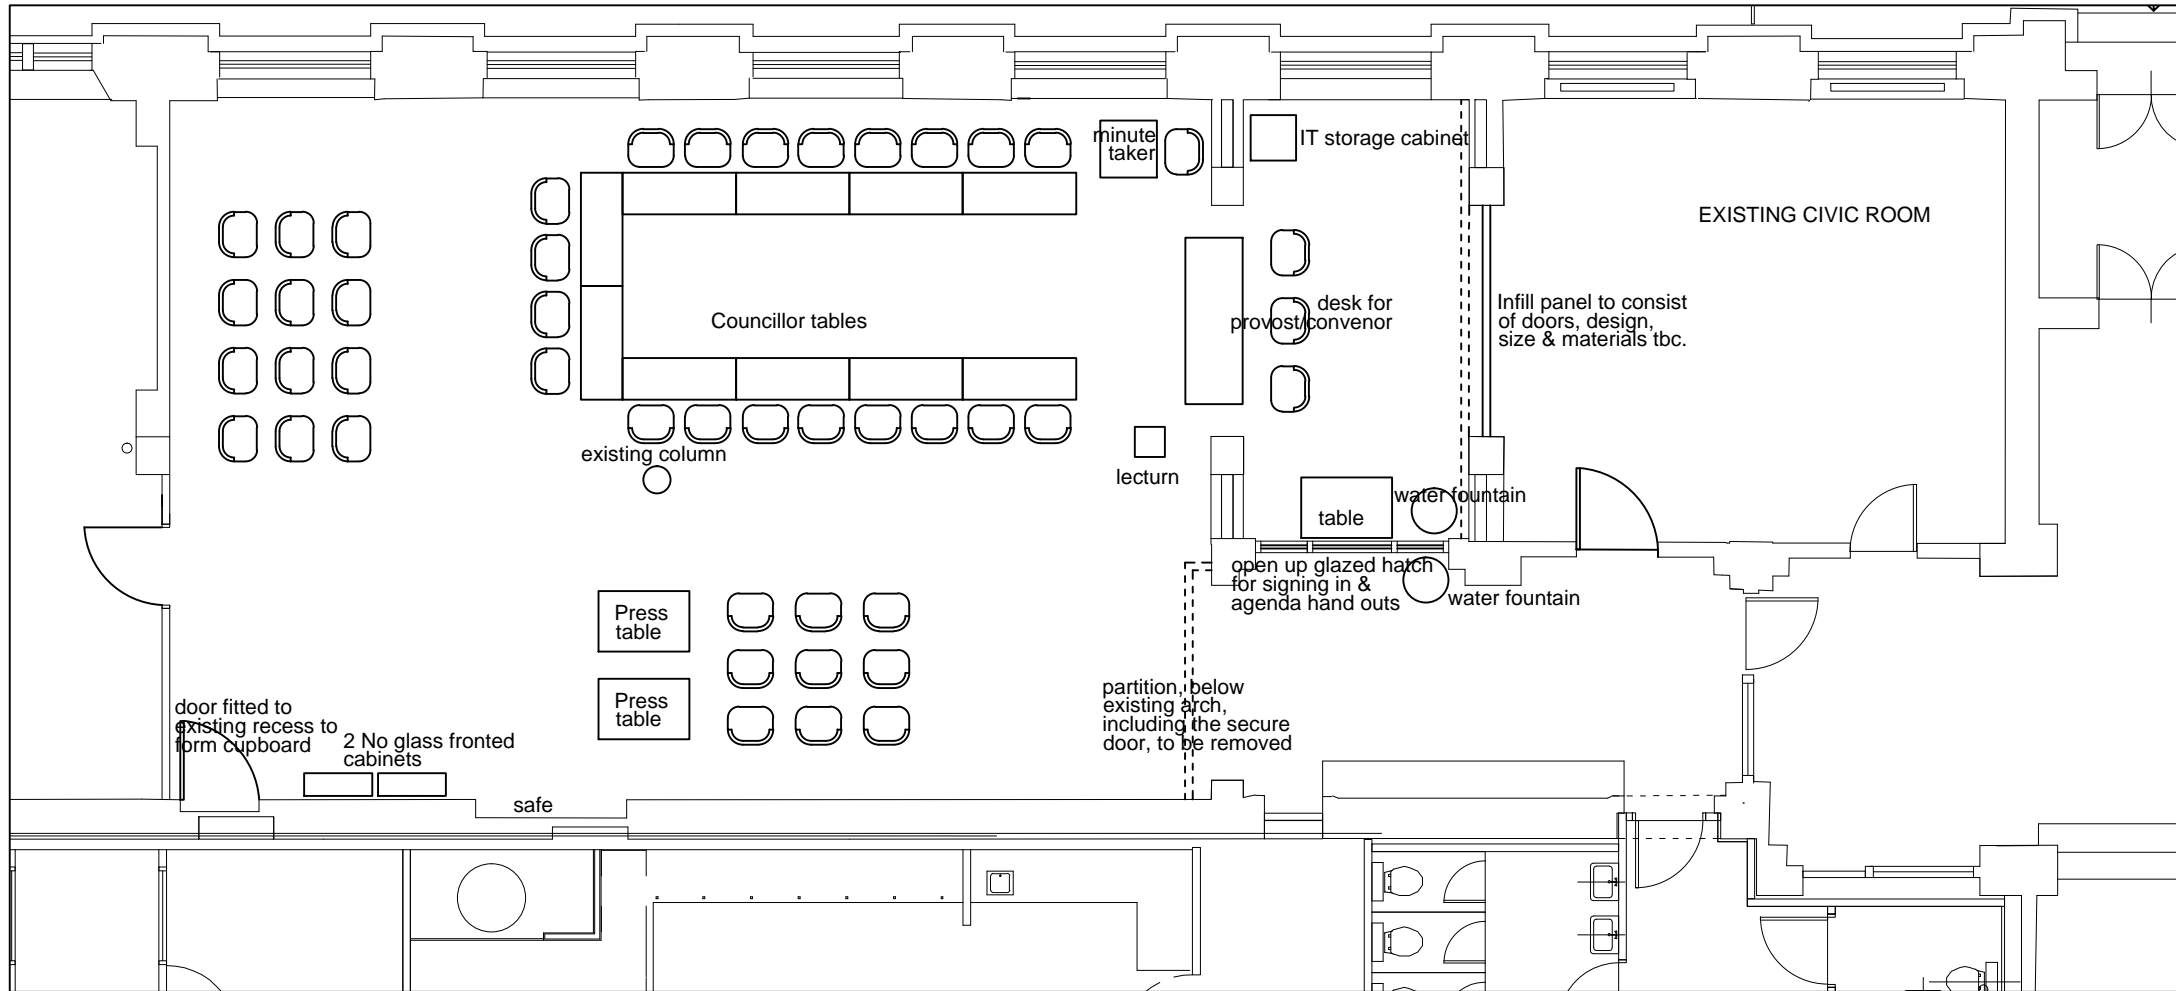 minute
taker
IT storage cabinet
EXISTING CIVIC ROOM
Councillor tables
desk for
provost/convenor
Infill panel to consist
of doors, design,
size & materials tbc.
existing column
lecturn
water fountain
table
open up glazed hatch
for signing in &
agenda hand outs
water fountain
Press
table
Press
table
partition, below
existing arch,
including the secure
door, to be removed
door fitted to
existing recess to
form cupboard
2 No glass fronted
cabinets
safe